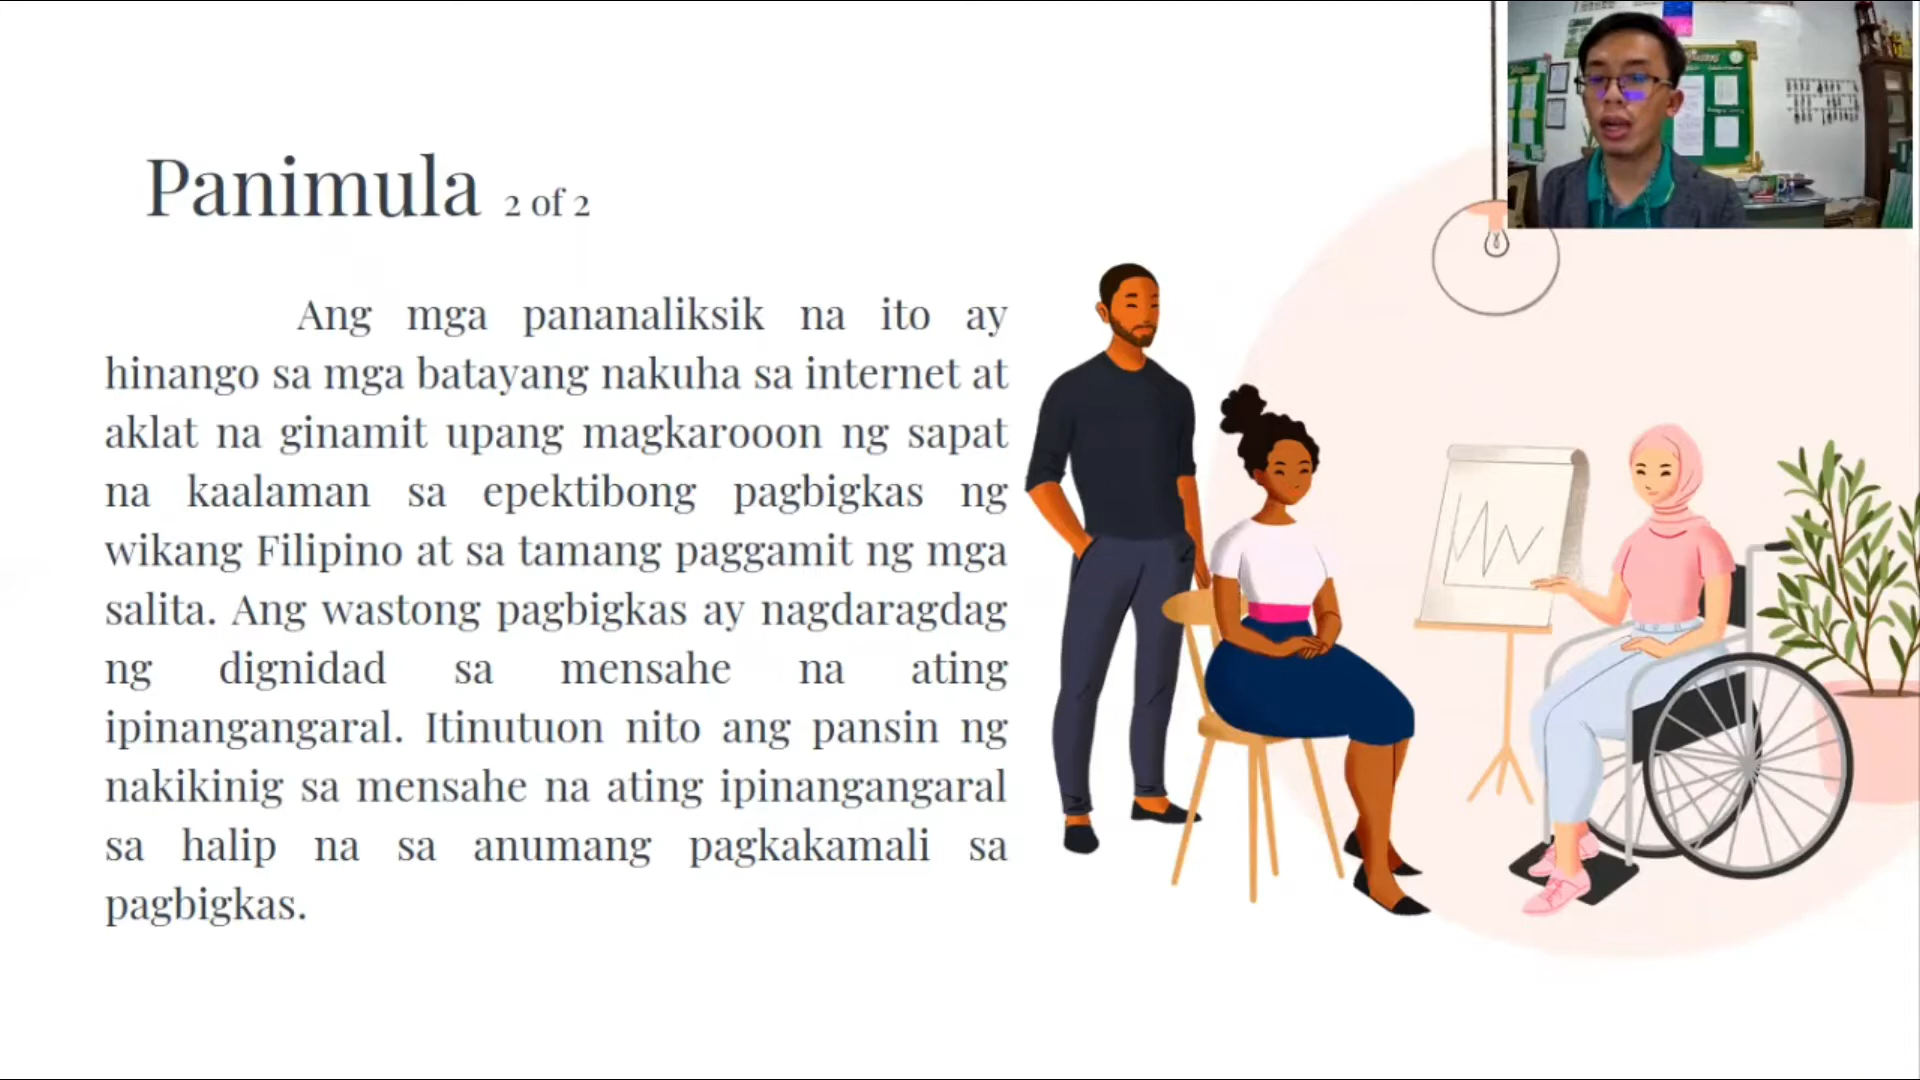 Panimula 2 of 2
Ang mga pananaliksik na ito ay
hinango sa mga batayang nakuha sa internet at
aklat na ginamit upang magkarooon ng sapat
na kaalaman sa epektibong pagbigkas ng
wikang Filipino at sa tamang paggamit ng mga
salita. Ang wastong pagbigkas ay nagdaragdag
ng dignidad sa mensahe na ating
ipinangangaral. Itinutuon nito ang pansin ng
nakikinig sa mensahe na ating ipinangangaral
sa halip na sa anumang pagkakamali sa
pagbigkas.